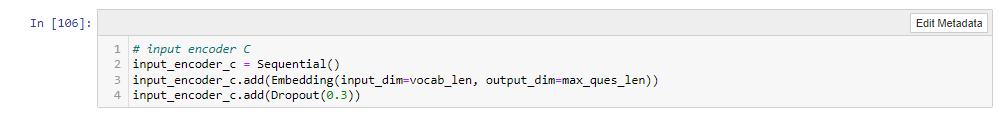 In [106]:
Edit Metadata
1 # input encoder C
2 input_encoder_c = Sequential()
3 input_encoder_c.add(Embedding(input_dim=vocab_len, output_dim=max_ques_len))
4 input_encoder_c.add(Dropout(0.3))